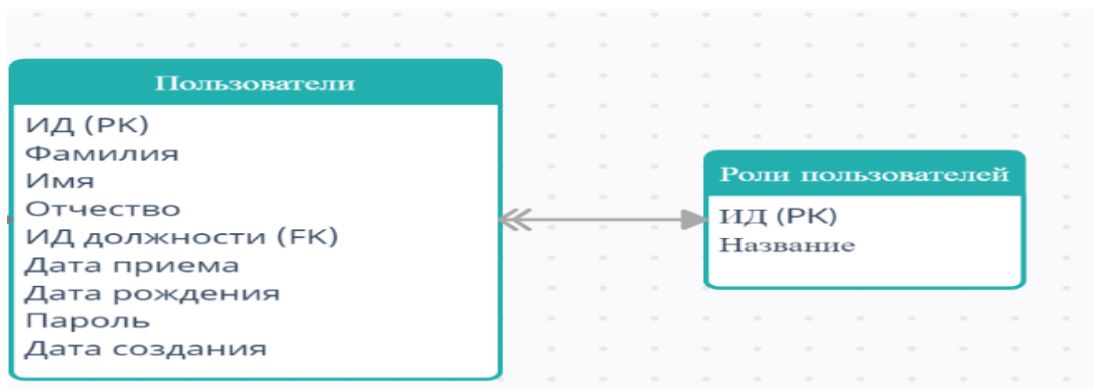 Пользователи
ИД (PK)
Фамилия
Имя
Отчество
ИД должности (FK)
Дата приема
Дата рождения
Пароль
Дата создания
Роли пользователей
ИД (PK)
Название